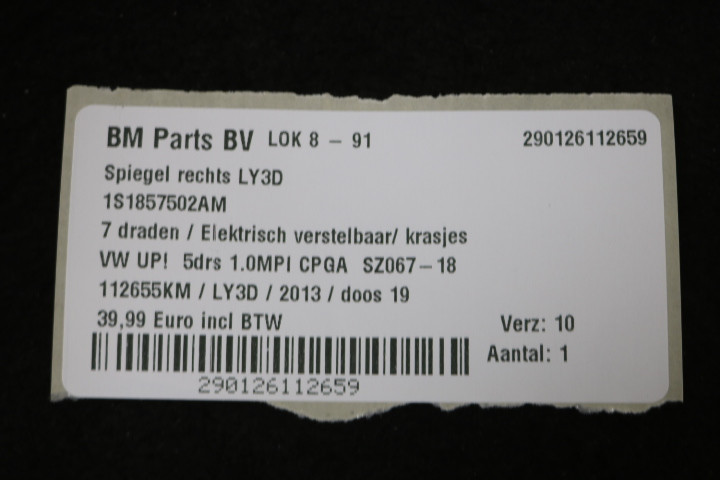 BM Parts BV LOK 8 - 91 290126112659
Spiegel rechts LY3D
1S1857502AM
7 draden / Elektrisch verstelbaar/ krasjes
VW UP! 5drs 1.0MPI CPGA SZ067-18
112655KM / LY3D / 2013 / doos 19
39,99 Euro incl BTW Verz: 10
Aantal: 1
290126112659